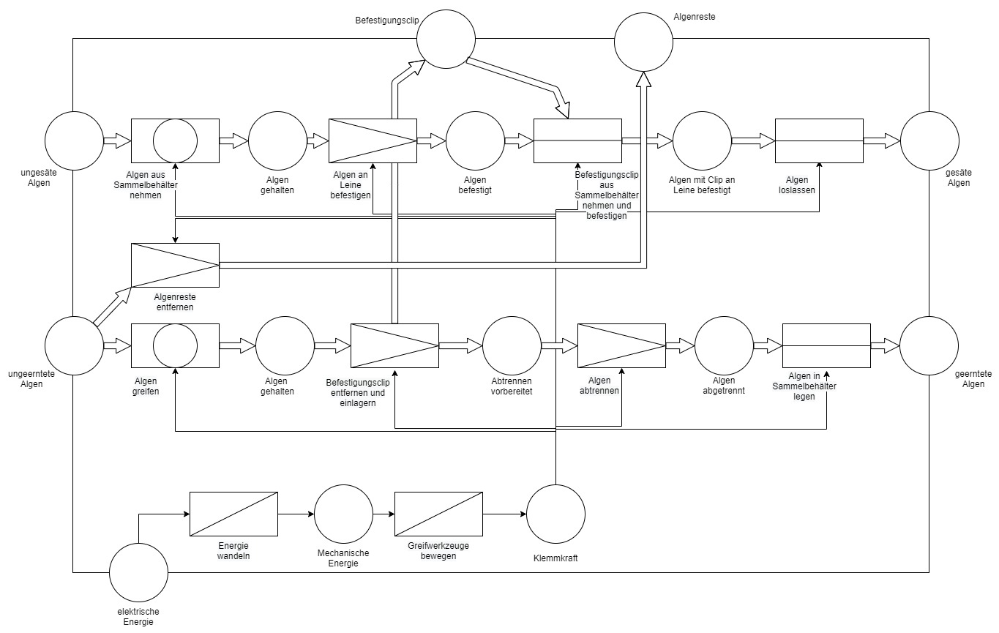 Befestigungsclip
Algenreste
ungesäte
Algen
Algen aus
Sammelbehälter
nehmen
Algen
gehalten
Algen an
Leine
befestigen
Algen
befestigt
Befestigungsclip
aus
Sammelbehälter
nehmen und
befestigen
Algen mit Clip an
Leine befestigt
Algen
loslassen
gesäte
Algen
Algenreste
entfernen
ungeerntete
Algen
Algen
greifen
Algen
gehalten
Befestigungsclip
entfernen und
einlagern
Abtrennen
vorbereitet
Algen
abtrennen
Algen
abgetrennt
Algen in
Sammelbehälter
legen
geerntete
Algen
Energie
wandeln
Mechanische
Energie
Greifwerkzeuge
bewegen
Klemmkraft
elektrische
Energie